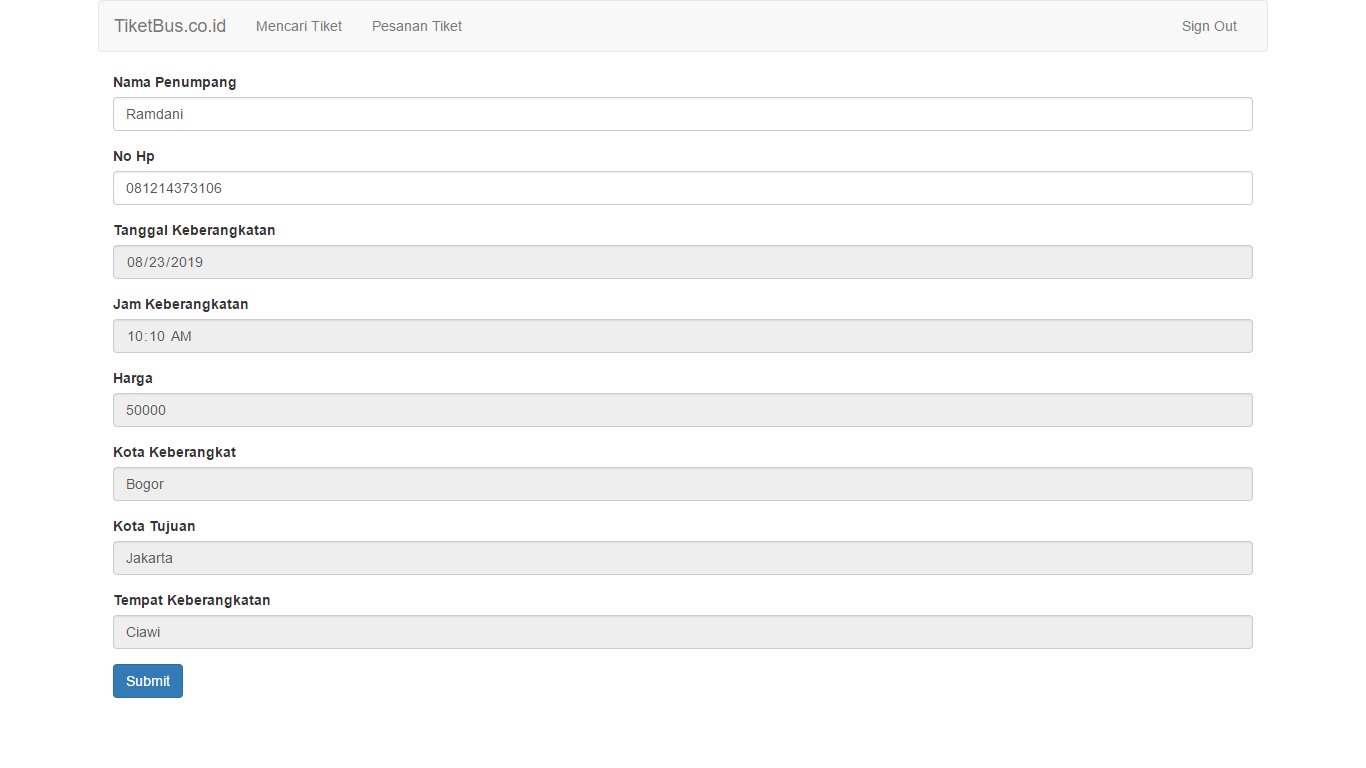 TiketBus.co.id Mencari Tiket Pesanan Tiket Sign Out
Nama Penumpang
Ramdani
No Hp
081214373106
Tanggal Keberangkatan
08/23/2019
Jam Keberangkatan
10:10 AM
Harga
50000
Kota Keberangkat
Bogor
Kota Tujuan
Jakarta
Tempat Keberangkatan
Ciawi
Submit